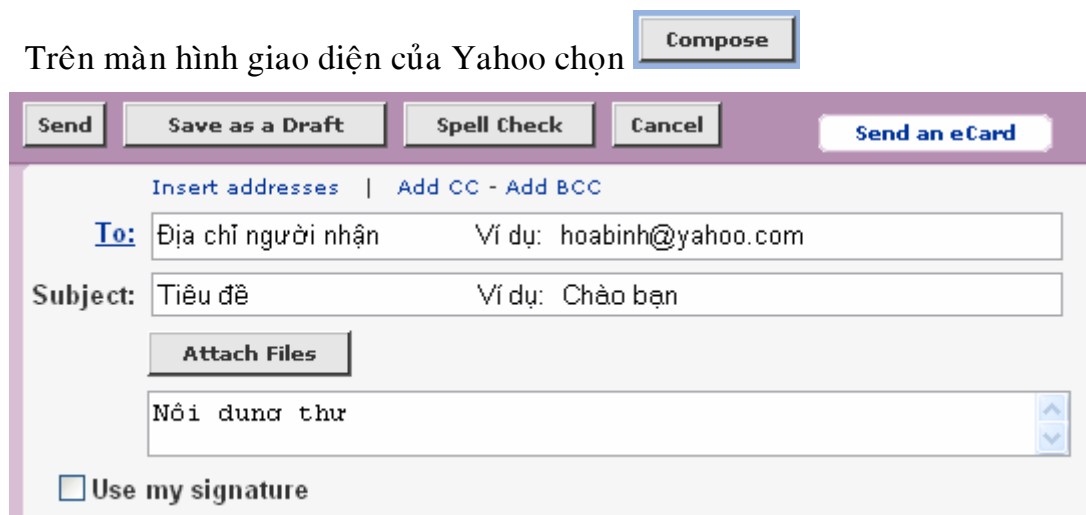 Trên màn hình giao diện của Yahoo chọn Compose
Send Save as a Draft Spell Check Cancel Send an eCard
Insert addresses | Add CC - Add BCC
To: Địa chỉ người nhận Ví dụ: hoabinh@yahoo.com
Subject: Tiêu đề Ví dụ: Chào bạn
Attach Files
Nôi dung thư
Use my signature